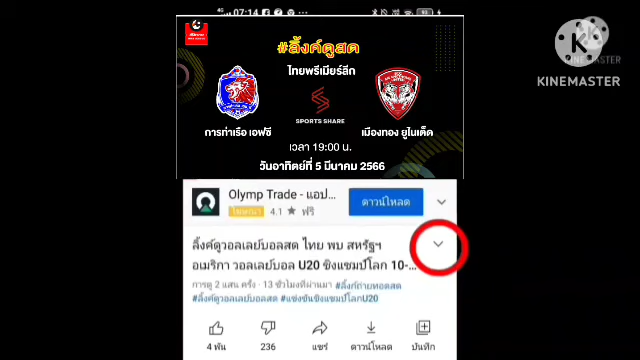 07:14
95
#ลิ้งค์ดูสด
ไทยพรีเมียร์ลีก
SPORTS SHARE
การท่าเรือ เอฟซี
เมืองทอง ยูไนเต็ด
เวลา 19:00 น.
วันอาทิตย์ที่ 5 มีนาคม 2566
KINEMASTER
KINEMASTER
Olymp Trade - แอป...
โฆษณา 4.1 ★ ฟรี
ดาวน์โหลด
ลิ้งค์ดูวอลเลย์บอลสด ไทย พบ สหรัฐฯ
อเมริกา วอลเลย์บอล U20 ชิงแชมป์โลก 10-...
การดู 2 แสน ครั้ง · 13 ชั่วโมงที่ผ่านมา #ลิ้งค์ถ่ายทอดสด
#ลิ้งค์ดูวอลเลย์บอลสด #แข่งขันชิงแชมป์โลกU20
4 พัน
236
แชร์
ดาวน์โหลด
บันทึก